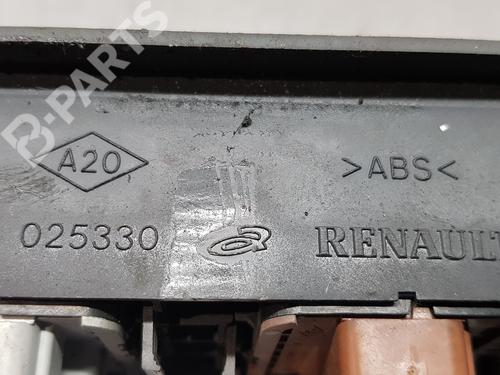 B-PARTS
A20
>ABS<
025330
RENAULT